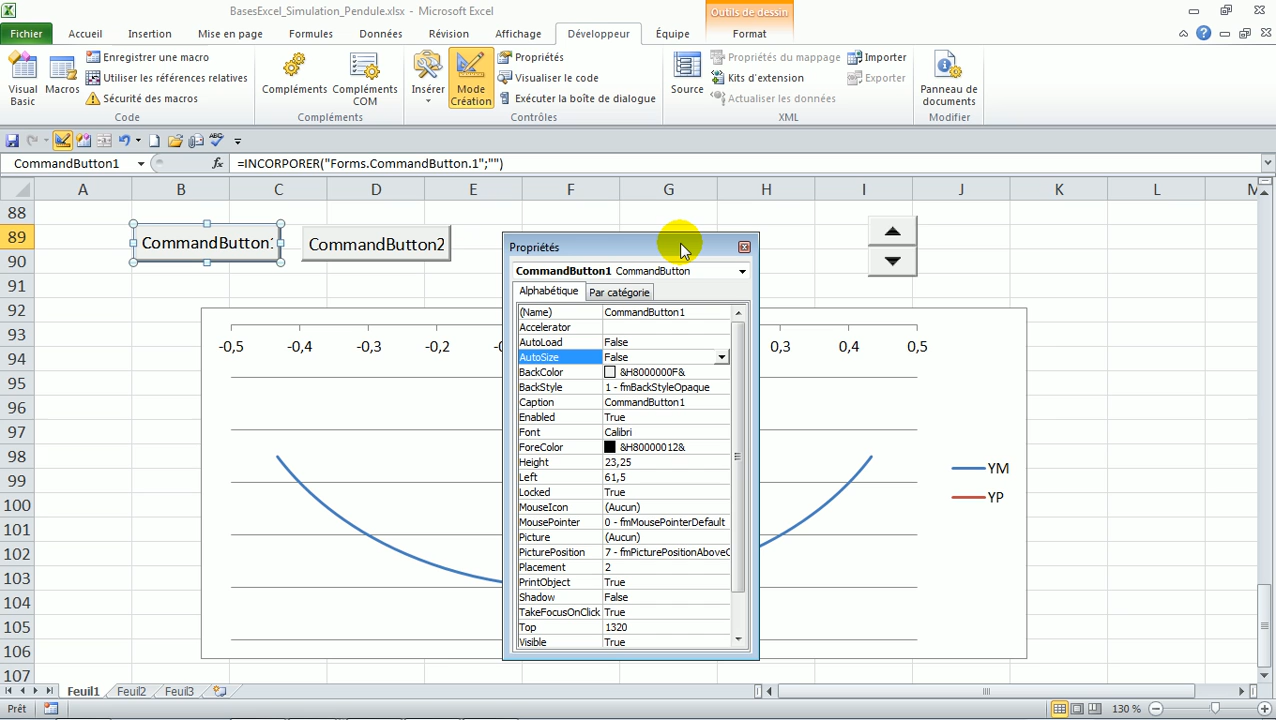 BasesExcel_Simulation_Pendule.xlsx - Microsoft Excel
Outils de dessin
Fichier Accueil Insertion Mise en page Formules Données Révision Affichage Développeur Équipe Format
Visual Basic
Macros
Enregistrer une macro
Utiliser les références relatives
Sécurité des macros
Code
Compléments
Compléments COM
Compléments
Insérer
Mode Création
Propriétés
Visualiser le code
Exécuter la boîte de dialogue
Contrôles
Source
Propriétés du mappage
Kits d'extension
Actualiser les données
Importer
Exporter
XML
Panneau de documents
Modifier
CommandButton1 fx =INCORPORER("Forms.CommandButton.1";"")
A B C D E F G H I J K L M
88
89
90
91
92
93
94
95
96
97
98
99
100
101
102
103
104
105
106
107
CommandButton1
CommandButton2
-0,5 -0,4 -0,3 -0,2 0,3 0,4 0,5
YM
YP
Propriétés
CommandButton1 CommandButton
Alphabétique Par catégorie
(Name) CommandButton1
Accelerator
AutoLoad False
AutoSize False
BackColor &H8000000F&
BackStyle 1 - fmBackStyleOpaque
Caption CommandButton1
Enabled True
Font Calibri
ForeColor &H80000012&
Height 23,25
Left 61,5
Locked True
MouseIcon (Aucun)
MousePointer 0 - fmMousePointerDefault
Picture (Aucun)
PicturePosition 7 - fmPicturePositionAboveC
Placement 2
PrintObject True
Shadow False
TakeFocusOnClick True
Top 1320
Visible True
Feuil1 Feuil2 Feuil3
Prêt 130 %